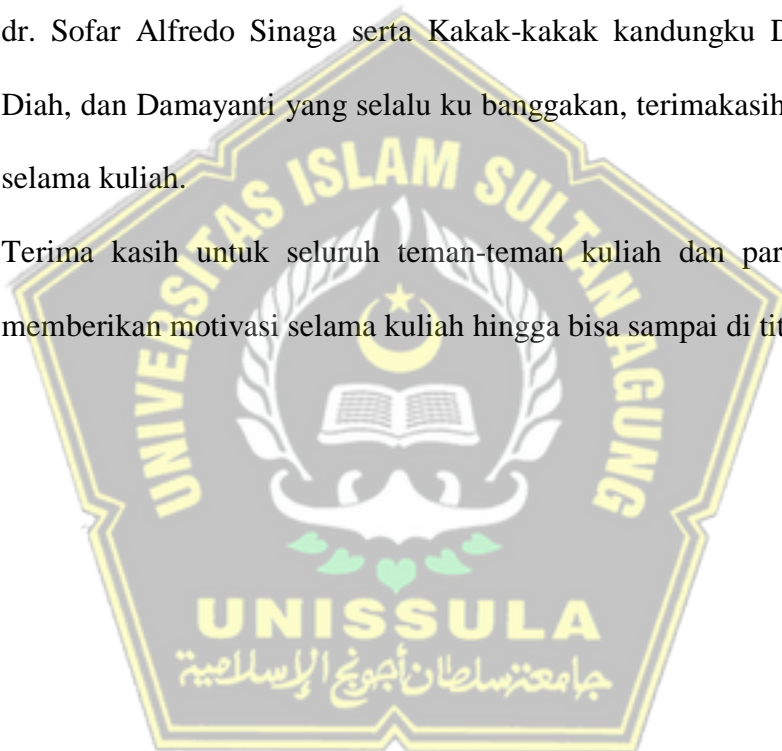 dr. Sofar Alfredo Sinaga serta Kakak-kakak kandungku
Diah, dan Damayanti yang selalu ku banggakan, terimakasih
selama kuliah.
Terima kasih untuk seluruh teman-teman kuliah dan
memberikan motivasi selama kuliah hingga bisa sampai di
UNIVERSITAS ISLAM SULTAN AGUNG
UNISSULA
جامعة سلطان أجونج الإسلامية